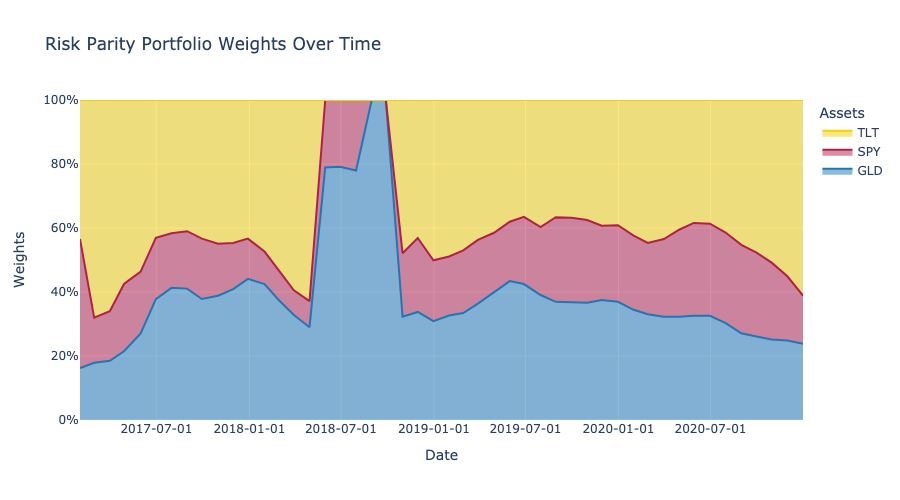 Risk Parity Portfolio Weights Over Time
Assets
TLT
SPY
GLD
Weights
100%
80%
60%
40%
20%
0%
2017-07-01
2018-01-01
2018-07-01
2019-01-01
2019-07-01
2020-01-01
2020-07-01
Date